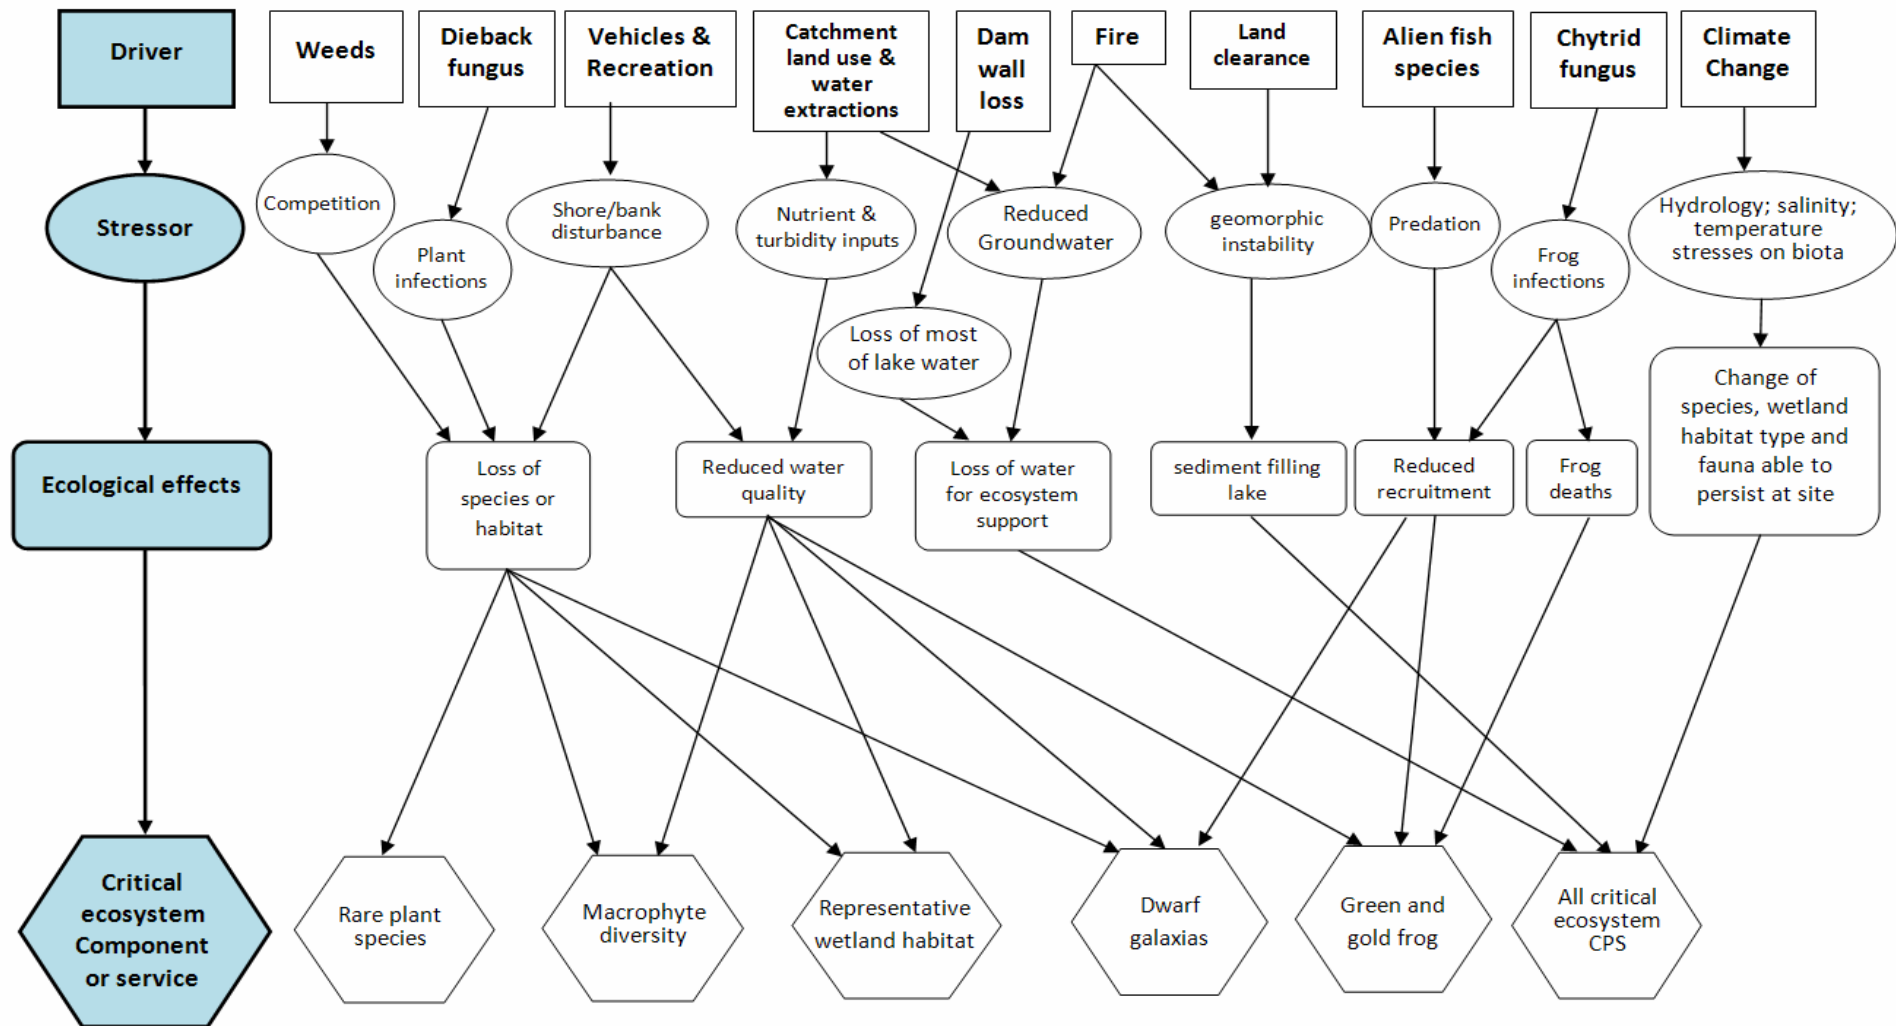 Driver
Weeds
Dieback
fungus
Vehicles &
Recreation
Catchment
land use &
water
extractions
Dam
wall
loss
Fire
Land
clearance
Alien fish
species
Chytrid
fungus
Climate
Change
Stressor
Competition
Plant
infections
Shore/bank
disturbance
Nutrient &
turbidity inputs
Loss of most
of lake water
Reduced
Groundwater
geomorphic
instability
Predation
Frog
infections
Hydrology; salinity;
temperature
stresses on biota
Ecological effects
Loss of
species or
habitat
Reduced water
quality
Loss of water
for ecosystem
support
sediment filling
lake
Reduced
recruitment
Frog
deaths
Change of
species, wetland
habitat type and
fauna able to
persist at site
Critical
ecosystem
Component
or service
Rare plant
species
Macrophyte
diversity
Representative
wetland habitat
Dwarf
galaxias
Green and
gold frog
All critical
ecosystem
CPS